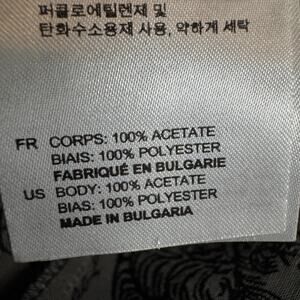 퍼클로에틸렌제 및
탄화수소용제 사용, 약하게 세탁
FR CORPS: 100% ACETATE
BIAIS: 100% POLYESTER
FABRIQUÉ EN BULGARIE
US BODY: 100% ACETATE
BIAS: 100% POLYESTER
MADE IN BULGARIA